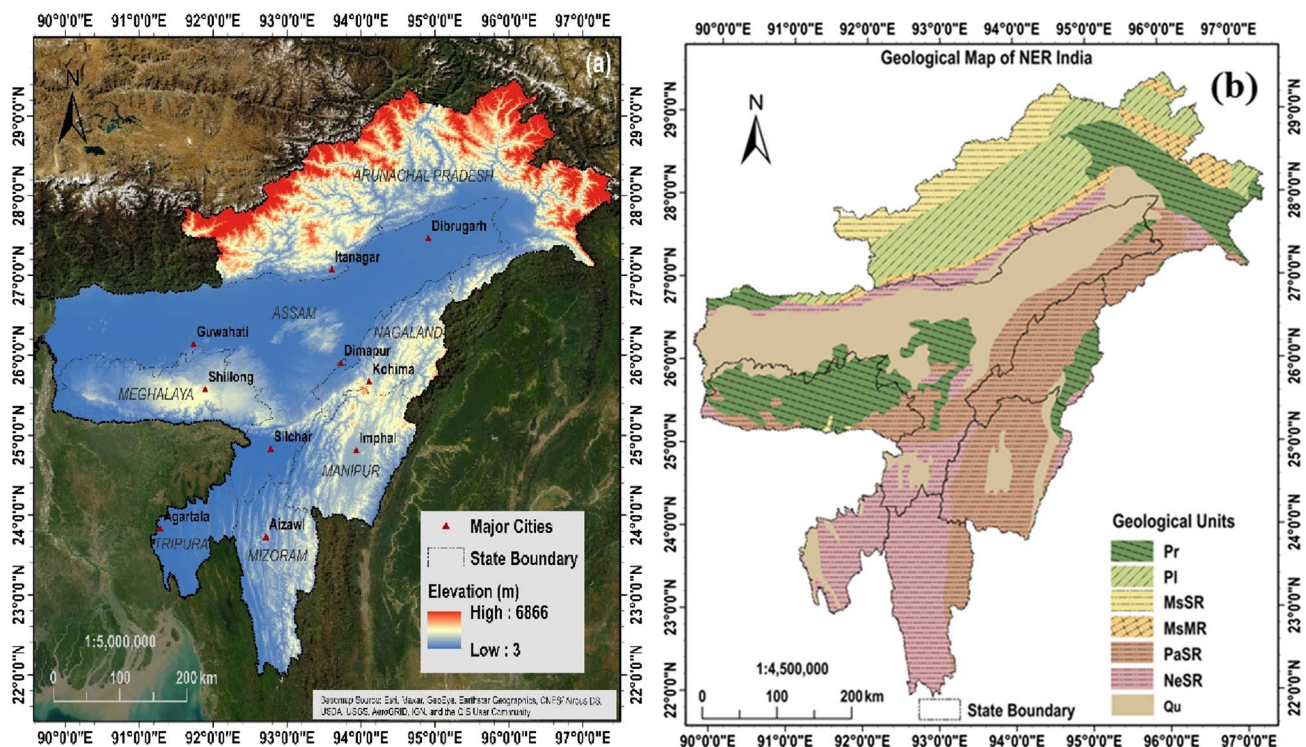 90°0'0"E 91°0'0"E 92°0'0"E 93°0'0"E 94°0'0"E 95°0'0"E 96°0'0"E 97°0'0"E
(a)
N
29°0'0"N
28°0'0"N
27°0'0"N
26°0'0"N
25°0'0"N
24°0'0"N
23°0'0"N
22°0'0"N
ARUNACHAL PRADESH
Dibrugarh
Itanagar
ASSAM
NAGALAND
Guwahati
Dimapur
Kohima
Shillong
MEGHALAYA
Silchar
Imphal
MANIPUR
Agartala
TRIPURA
Aizawl
MIZORAM
Major Cities
State Boundary
Elevation (m)
High : 6866
Low : 3
1:5,000,000
0 100 200 km
Basemap Source: Esri, Maxar, GeoEye, Earthstar Geographics, CNES/ Airbus DS,
USDA, USGS, AeroGRID, IGN, and the GIS User Community
90°0'0"E 91°0'0"E 92°0'0"E 93°0'0"E 94°0'0"E 95°0'0"E 96°0'0"E 97°0'0"E
90°0'0"E 91°0'0"E 92°0'0"E 93°0'0"E 94°0'0"E 95°0'0"E 96°0'0"E 97°0'0"E
Geological Map of NER India
(b)
N
29°0'0"N
28°0'0"N
27°0'0"N
26°0'0"N
25°0'0"N
24°0'0"N
23°0'0"N
22°0'0"N
Geological Units
Pr
Pl
MsSR
MsMR
PaSR
NeSR
Qu
1:4,500,000
0 100 200 km
State Boundary
90°0'0"E 91°0'0"E 92°0'0"E 93°0'0"E 94°0'0"E 95°0'0"E 96°0'0"E 97°0'0"E